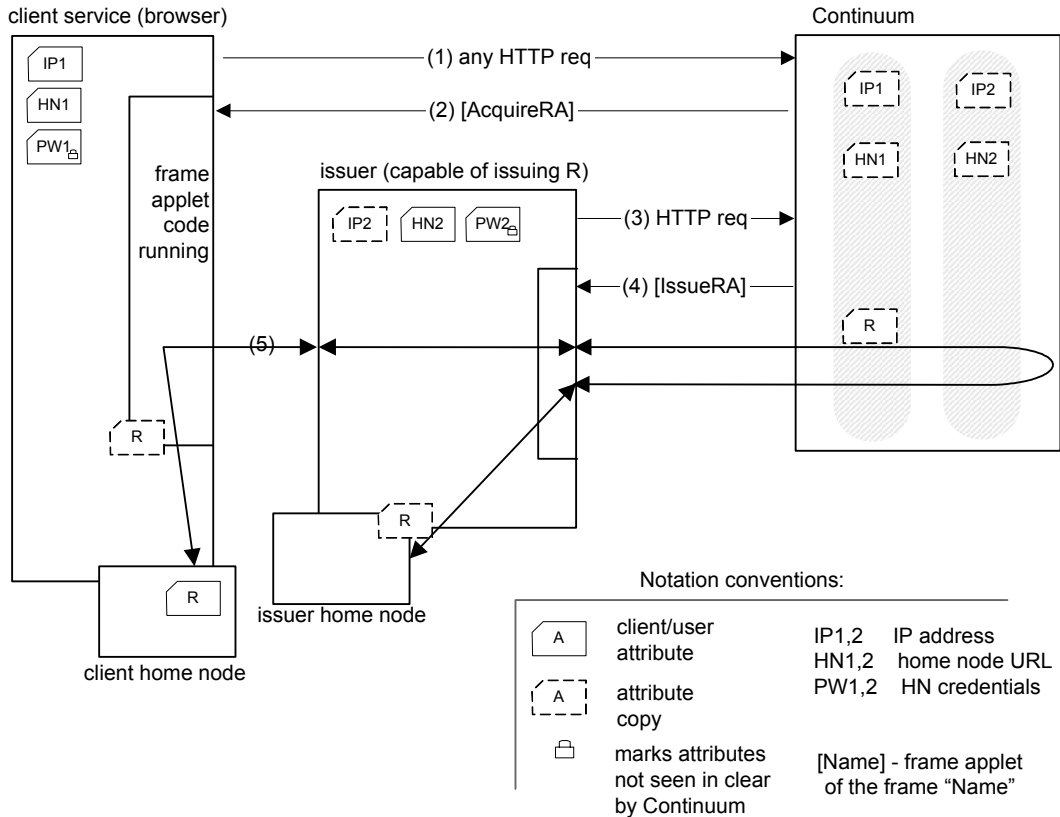 client service (browser)
Continuum
IP1
HN1
PW1
(1) any HTTP req
(2) [AcquireRA]
IP1
IP2
HN1
HN2
frame
applet
code
running
issuer (capable of issuing R)
IP2
HN2
PW2
(3) HTTP req
(4) [IssueRA]
R
(5)
R
R
R
issuer home node
client home node
Notation conventions:
A
client/user
attribute
A
attribute
copy
marks attributes
not seen in clear
by Continuum
IP1,2 IP address
HN1,2 home node URL
PW1,2 HN credentials
[Name] - frame applet
of the frame “Name”